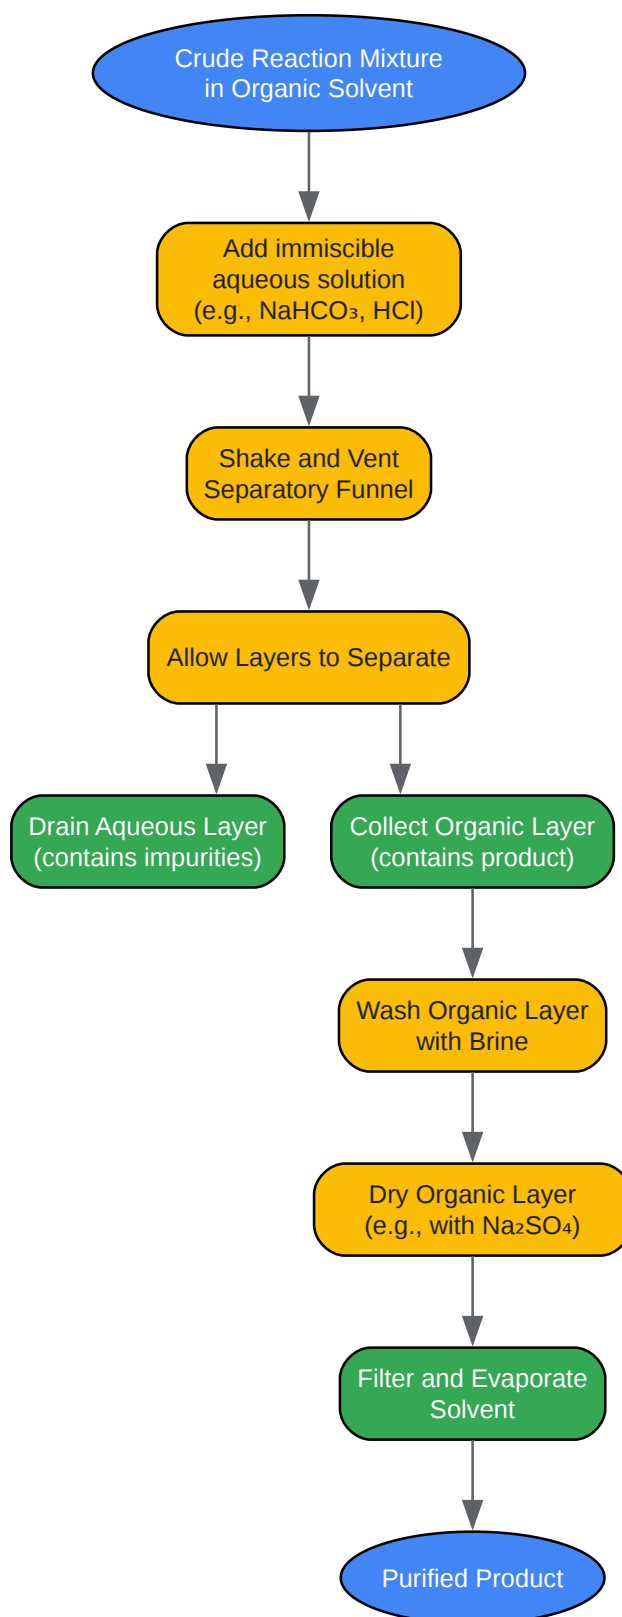 Crude Reaction Mixture
in Organic Solvent
Add immiscible
aqueous solution
(e.g., NaHCO₃, HCl)
Shake and Vent
Separatory Funnel
Allow Layers to Separate
Drain Aqueous Layer
(contains impurities)
Collect Organic Layer
(contains product)
Wash Organic Layer
with Brine
Dry Organic Layer
(e.g., with Na₂SO₄)
Filter and Evaporate
Solvent
Purified Product